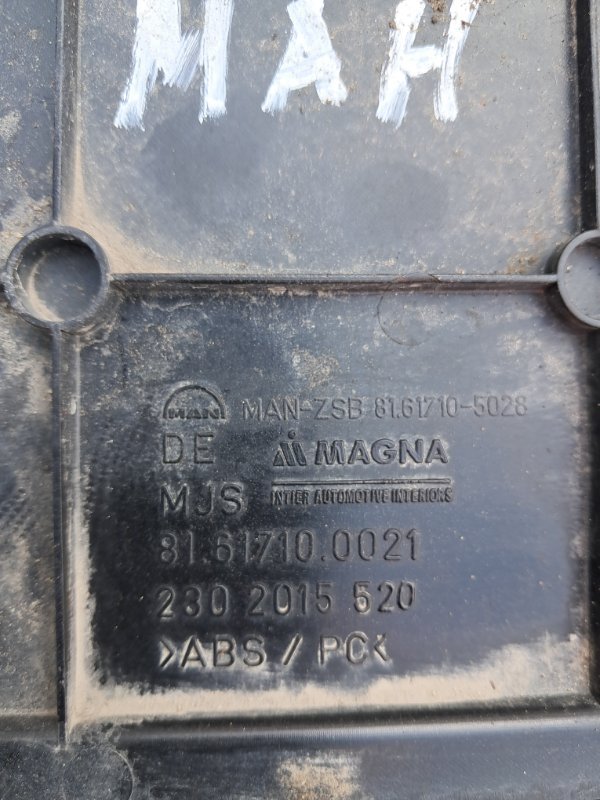 МАН
MAN MAN-ZSB 81.61710-5028
DE MAGNA
MJS INTIER AUTOMOTIVE INTERIORS
81.61710.0021
230 2015 520
>ABS / PC<